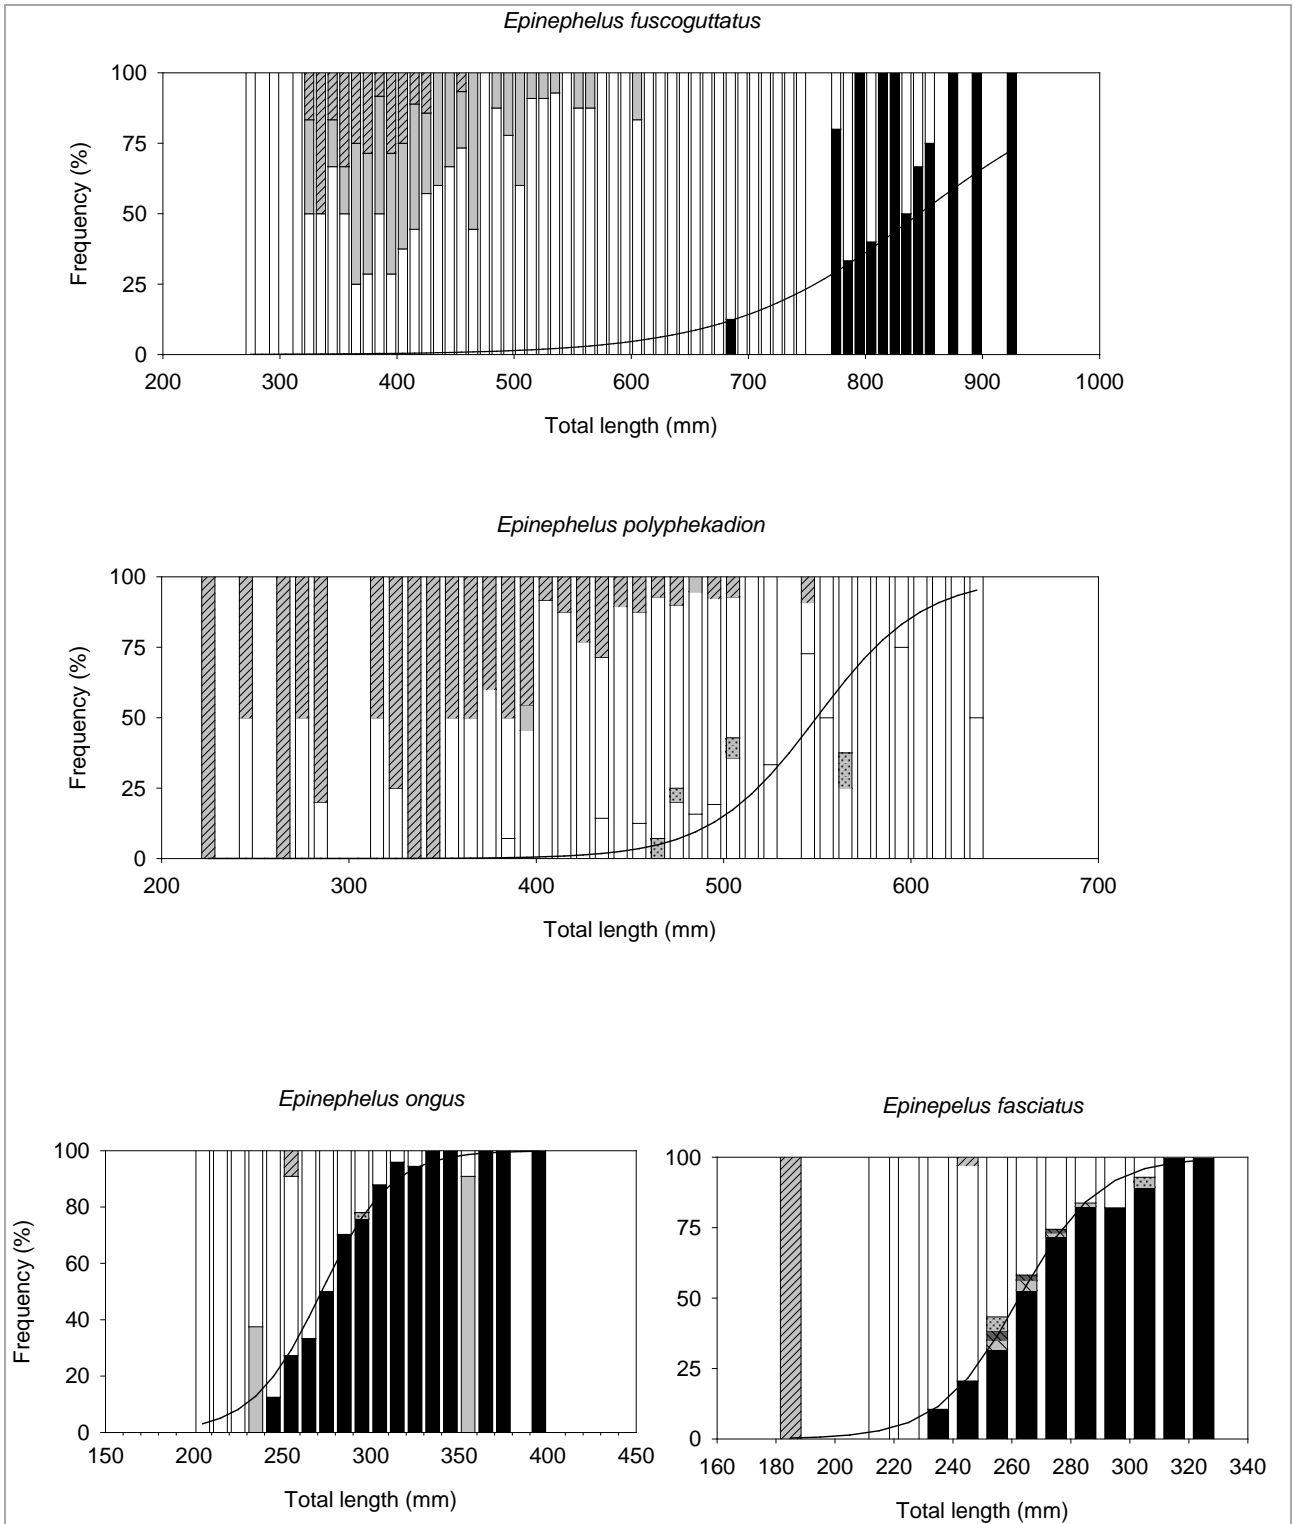 Epinephelus fuscoguttatus
100
75
50
25
0
Frequency (%)
200 300 400 500 600 700 800 900 1000
Total length (mm)
Epinephelus polyphekadion
100
75
50
25
0
Frequency (%)
200 300 400 500 600 700
Total length (mm)
Epinephelus ongus
100
80
60
40
20
0
Frequency (%)
150 200 250 300 350 400 450
Total length (mm)
Epinepelus fasciatus
100
75
50
25
0
160 180 200 220 240 260 280 300 320 340
Total length (mm)